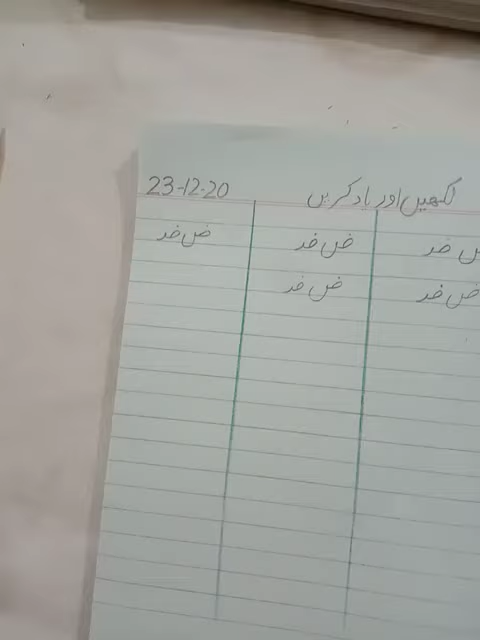 لکھیں اور یاد کریں 23-12-20
ض ضد ض ضد ض ضد
ض ضد ض ضد